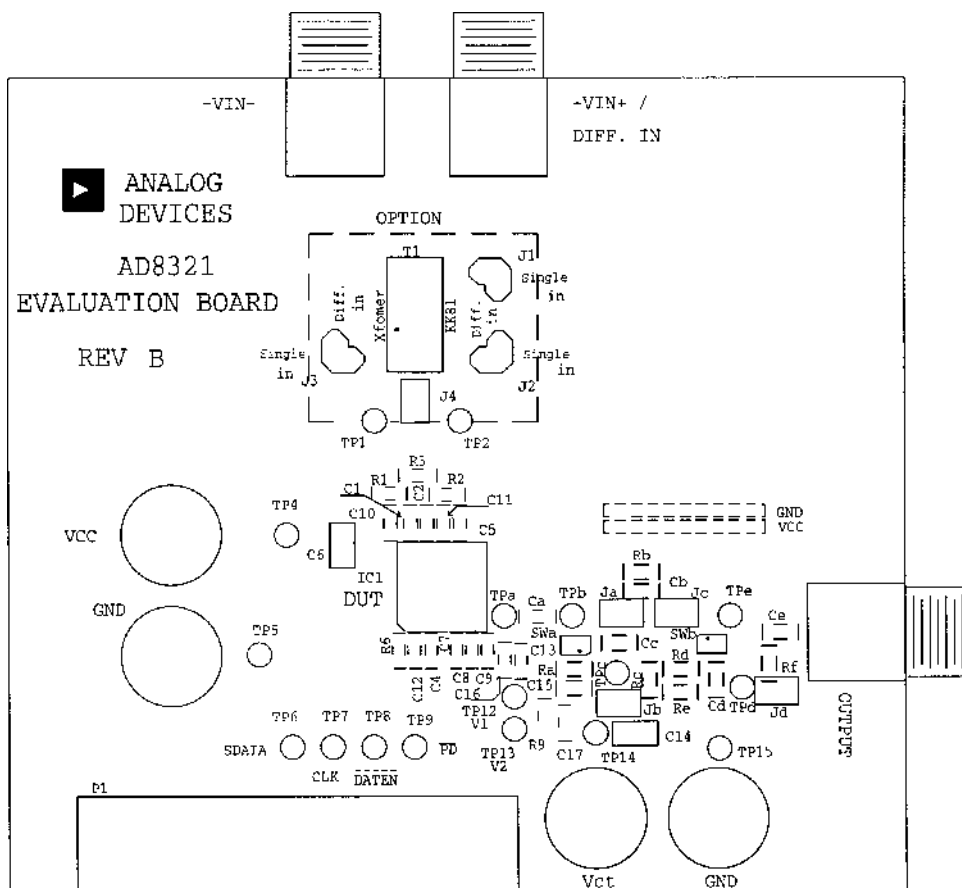 -VIN-
-VIN+ /
DIFF. IN
ANALOG
DEVICES
AD8321
EVALUATION BOARD
REV B
OPTION
T1
J1
Single
in
Diff.
in
Xfomer
KK81
Diff.
in
Single
in
J3
Single
in
J2
J4
TP1
TP2
R3
R1
C2
R2
C1
C11
C10
C5
TP4
VCC
C6
IC1
DUT
GND
VCC
GND
TP5
Rb
Cb
TPa
Ca
TPb
Ja
Jc
TPe
Ce
SWa
Cc
SWb
R6
C7
C13
Ra
TPc
Rc
Rd
Rf
C12
C4
C8
C9
C16
C15
Jb
Re
Cd
TPd
Jd
TP12
V1
TP13
V2
R9
C17
C14
TP14
TP15
OUTPUT
TP6
TP7
TP8
TP9
SDATA
CLK
DATEN
PD
P1
Vct
GND